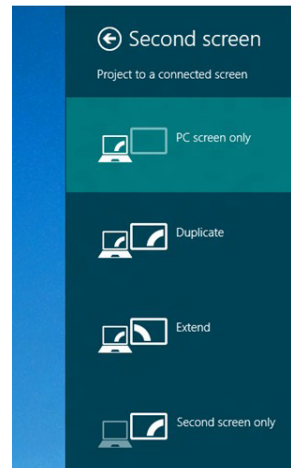 Second screen
Project to a connected screen
PC screen only
Duplicate
Extend
Second screen only